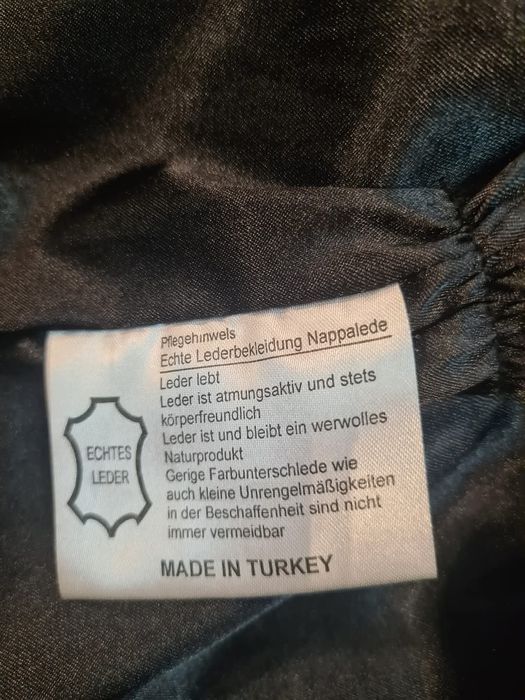 Pflegehinweis
Echte Lederbekleidung Nappalede
Leder lebt
Leder ist atmungsaktiv und stets
körperfreundlich
Leder ist und bleibt ein werwolles
Naturprodukt
Gerige Farbunterschlede wie
auch kleine Unrengelmäßigkeiten
in der Beschaffenheit sind nicht
immer vermeidbar
ECHTES
LEDER
MADE IN TURKEY